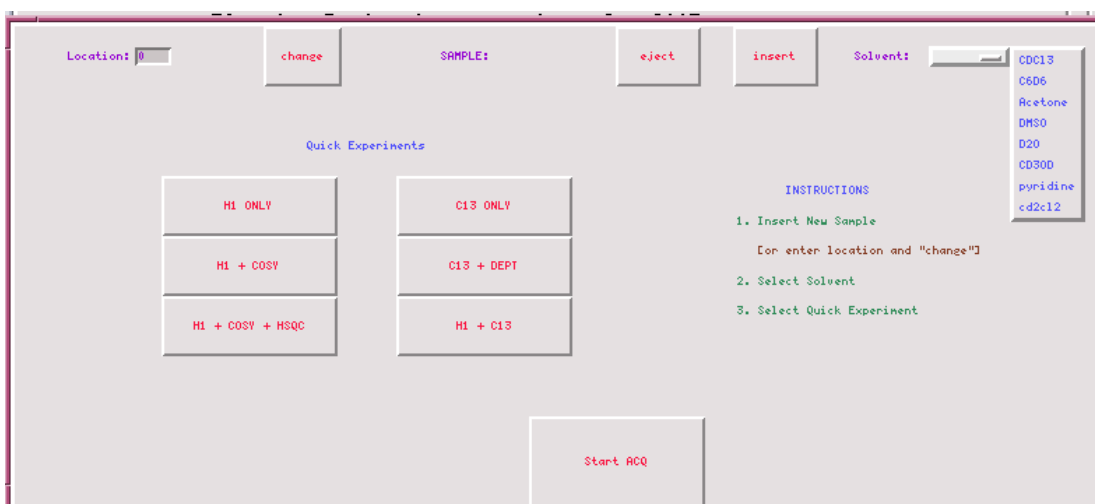 Location: 0 change SAMPLE: eject insert Solvent:
CDCl3
C6D6
Acetone
DMSO
D2O
CD3OD
pyridine
cd2cl2
Quick Experiments
H1 ONLY C13 ONLY
H1 + COSY C13 + DEPT
H1 + COSY + HSQC H1 + C13
INSTRUCTIONS
1. Insert New Sample
[or enter location and "change"]
2. Select Solvent
3. Select Quick Experiment
Start ACQ